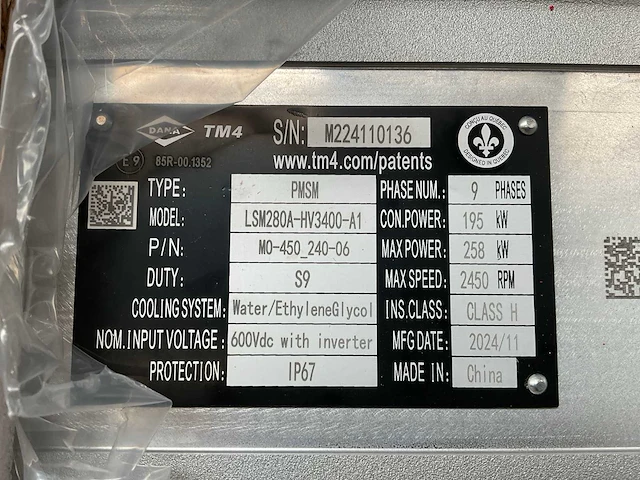 DANA TM4 S/N: M224110136
CONÇU AU QUÉBEC
DESIGNED IN QUEBEC
E 9 85R-00.1352 www.tm4.com/patents
TYPE: PMSM PHASE NUM.: 9 PHASES
MODEL: LSM280A-HV3400-A1 CON.POWER: 195 kW
P/N: MO-450_240-06 MAX POWER: 258 kW
DUTY: S9 MAX SPEED: 2450 RPM
COOLING SYSTEM: Water/EthyleneGlycol INS.CLASS: CLASS H
NOM. INPUT VOLTAGE: 600Vdc with inverter MFG DATE: 2024/11
PROTECTION: IP67 MADE IN: China